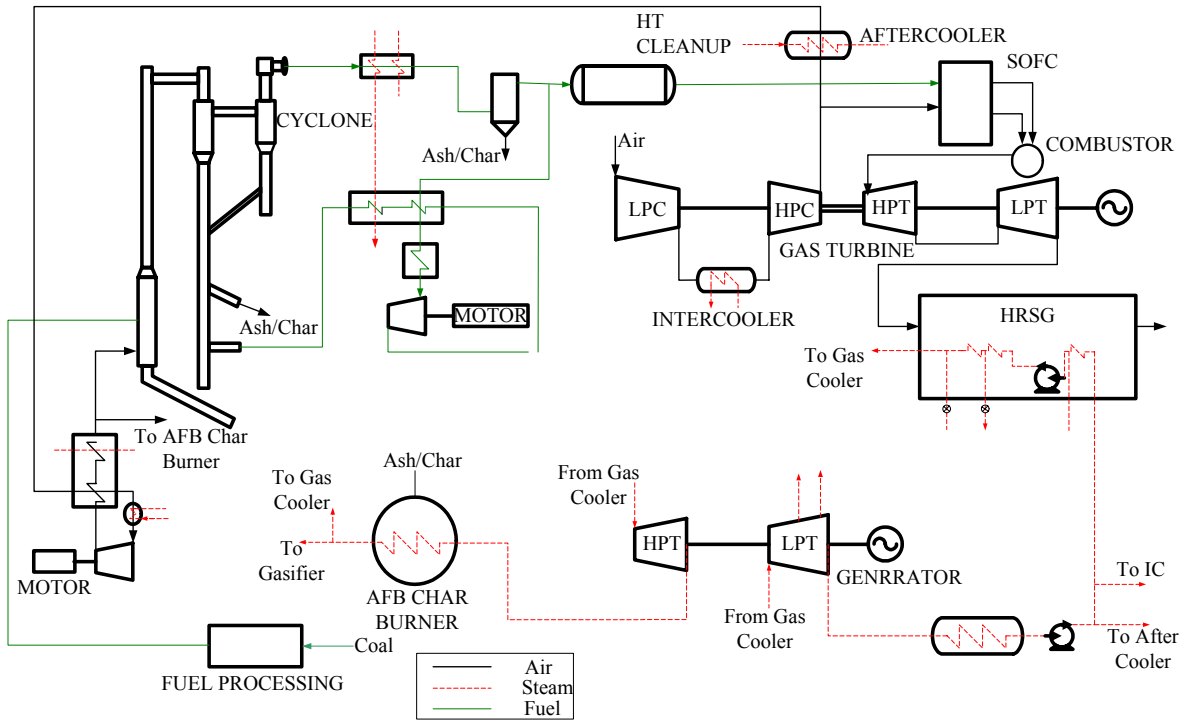 HT
CLEANUP
AFTERCOOLER
SOFC
CYCLONE
Ash/Char
Air
COMBUSTOR
LPC
HPC
HPT
LPT
GAS TURBINE
INTERCOOLER
MOTOR
Ash/Char
HRSG
To Gas
Cooler
To AFB Char
Burner
Ash/Char
To Gas
Cooler
From Gas
Cooler
HPT
LPT
GENRRATOR
To
Gasifier
MOTOR
AFB CHAR
BURNER
From Gas
Cooler
To IC
To After
Cooler
Coal
FUEL PROCESSING
Air
Steam
Fuel